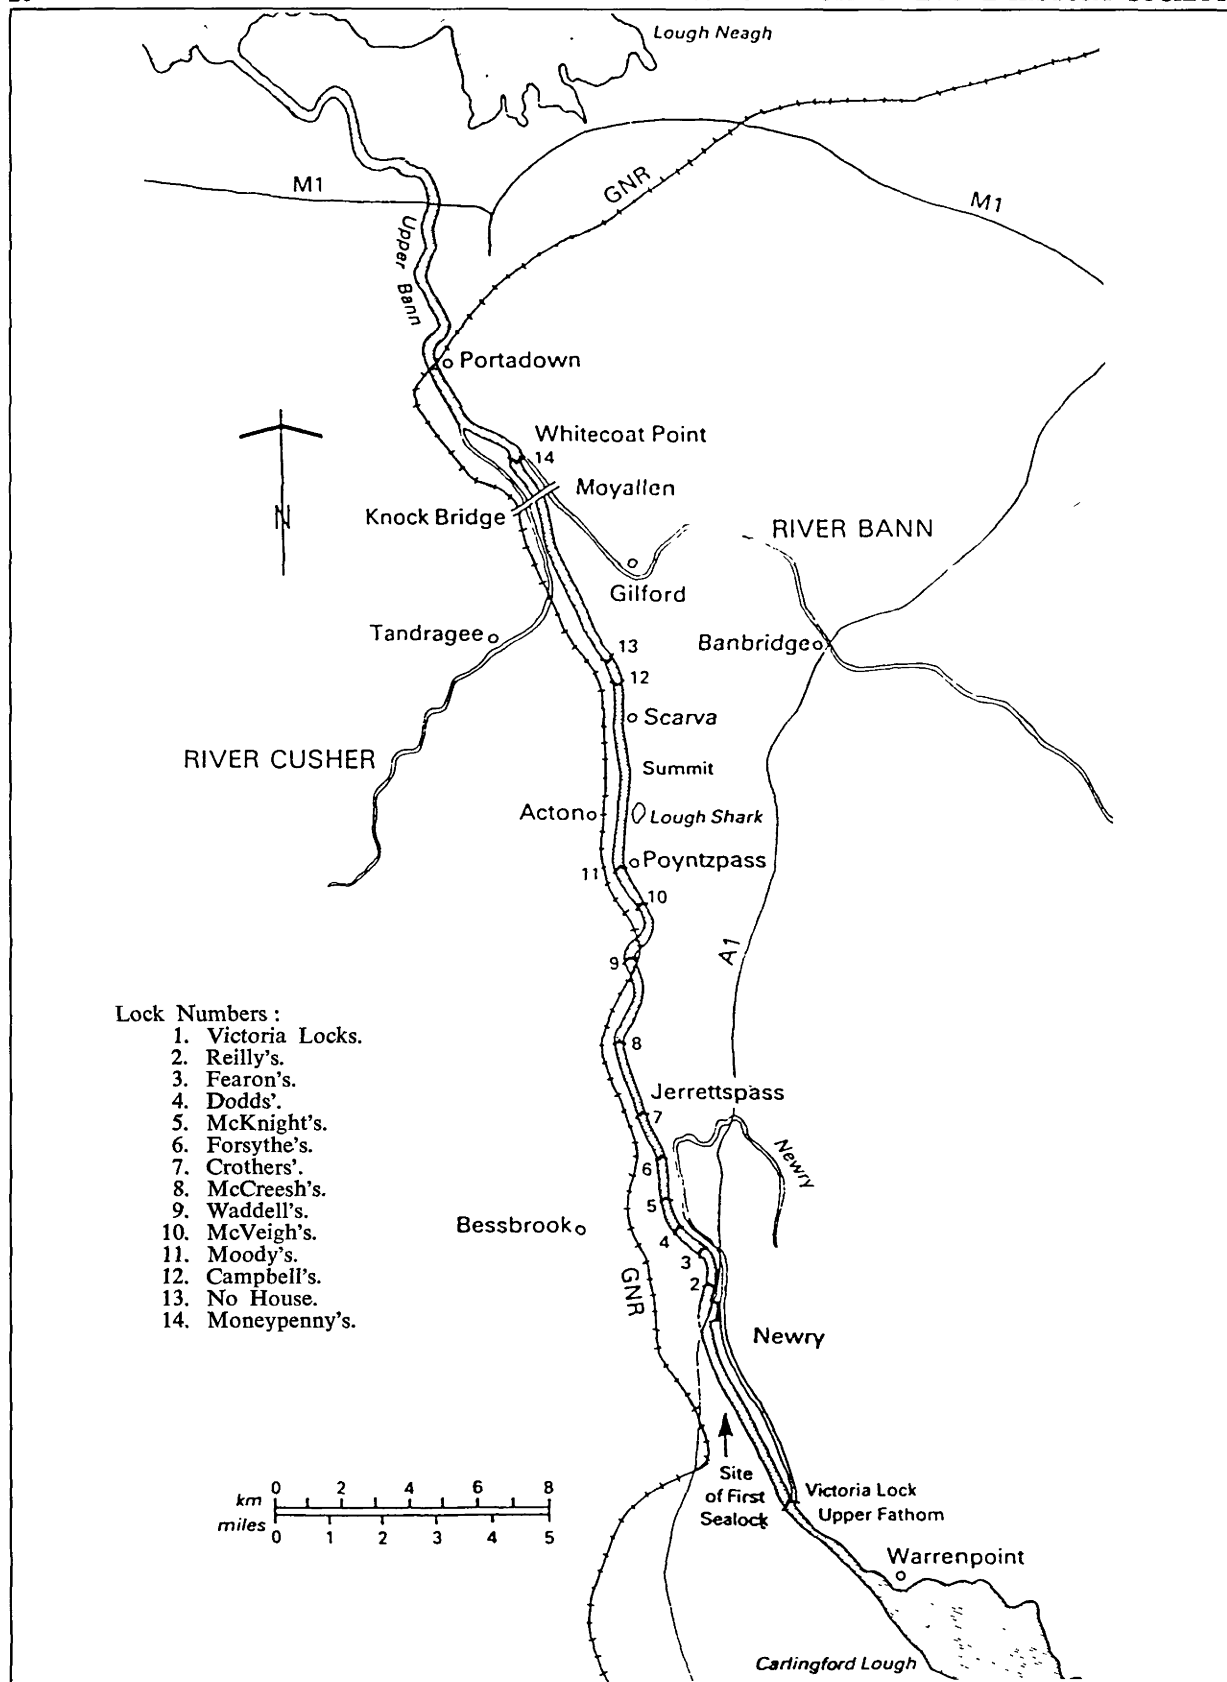 Lough Neagh
M1
GNR
M1
Upper Bann
Portadown
Whitecoat Point
14
Moyallen
Knock Bridge
RIVER BANN
N
Gilford
Tandragee
13
Banbridge
12
Scarva
RIVER CUSHER
Summit
Acton
Lough Shark
Poyntzpass
11
10
A1
9
Lock Numbers :
1. Victoria Locks.
2. Reilly's.
3. Fearon's.
4. Dodds'.
5. McKnight's.
6. Forsythe's.
7. Crothers'.
8. McCreesh's.
9. Waddell's.
10. McVeigh's.
11. Moody's.
12. Campbell's.
13. No House.
14. Moneypenny's.
8
Jerrettspass
7
Newry
6
5
Bessbrook
4
3
GNR
2
Newry
Site
of First
Sealock
Victoria Lock
Upper Fathom
0 2 4 6 8
km
miles
0 1 2 3 4 5
Warrenpoint
Carlingford Lough